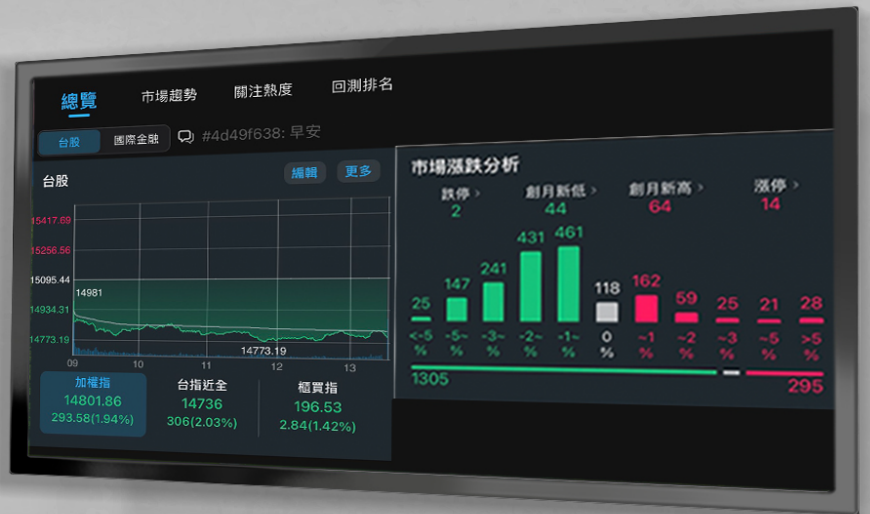 總覽 市場趨勢 關注熱度 回測排名
台股 國際金融 #4d49f638: 早安
台股 編輯 更多
15417.69
15256.56
15095.44
14981
14934.31
14773.19
14773.19
09 10 11 12 13
加權指 台指近全 櫃買指
14801.86 14736 196.53
293.58(1.94%) 306(2.03%) 2.84(1.42%)
市場漲跌分析
跌停 創月新低 創月新高 漲停
2 44 64 14
25 147 241 431 461 118 162 59 25 21 28
<-5 -5~ -3~ -2~ -1~ 0 ~1 ~2 ~3 ~5 >5
% % % % % % % % % % %
1305 295